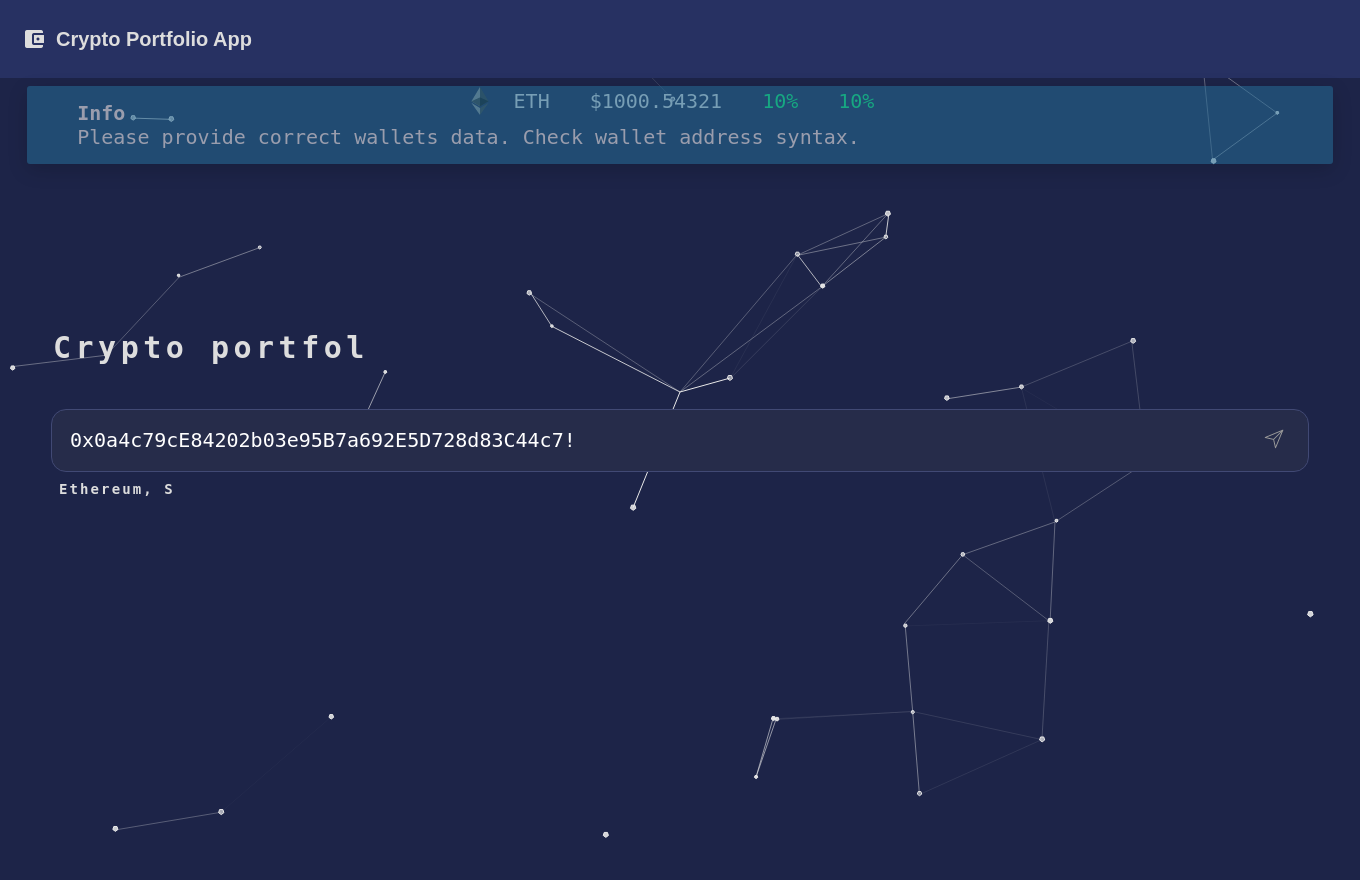 Crypto Portfolio App
ETH $1000.54321 10% 10%
Info
Please provide correct wallets data. Check wallet address syntax.
Crypto portfol
0x0a4c79cE84202b03e95B7a692E5D728d83C44c7!
Ethereum, S